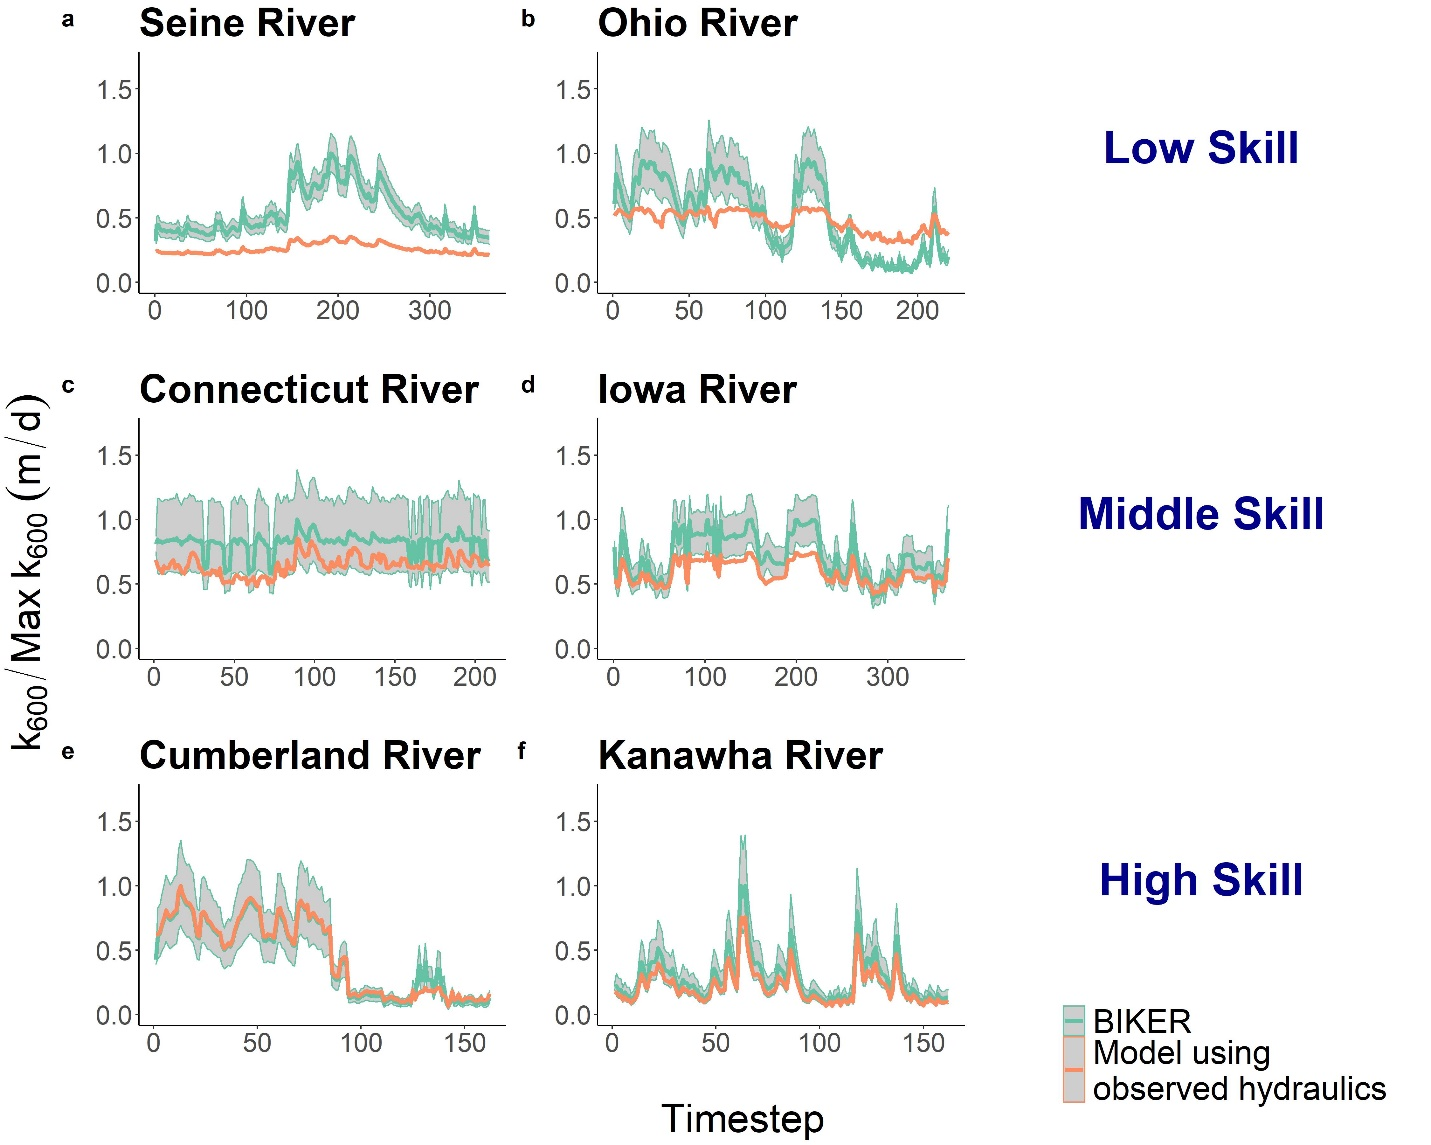 a Seine River
b Ohio River
1.5
1.0
0.5
0.0
0 100 200 300
1.5
1.0
0.5
0.0
0 50 100 150 200
Low Skill
c Connecticut River
d Iowa River
1.5
1.0
0.5
0.0
0 50 100 150 200
1.5
1.0
0.5
0.0
0 100 200 300
Middle Skill
k600/Max k600 (m/d)
e Cumberland River
f Kanawha River
1.5
1.0
0.5
0.0
0 50 100 150
1.5
1.0
0.5
0.0
0 50 100 150
High Skill
BIKER
Model using
observed hydraulics
Timestep